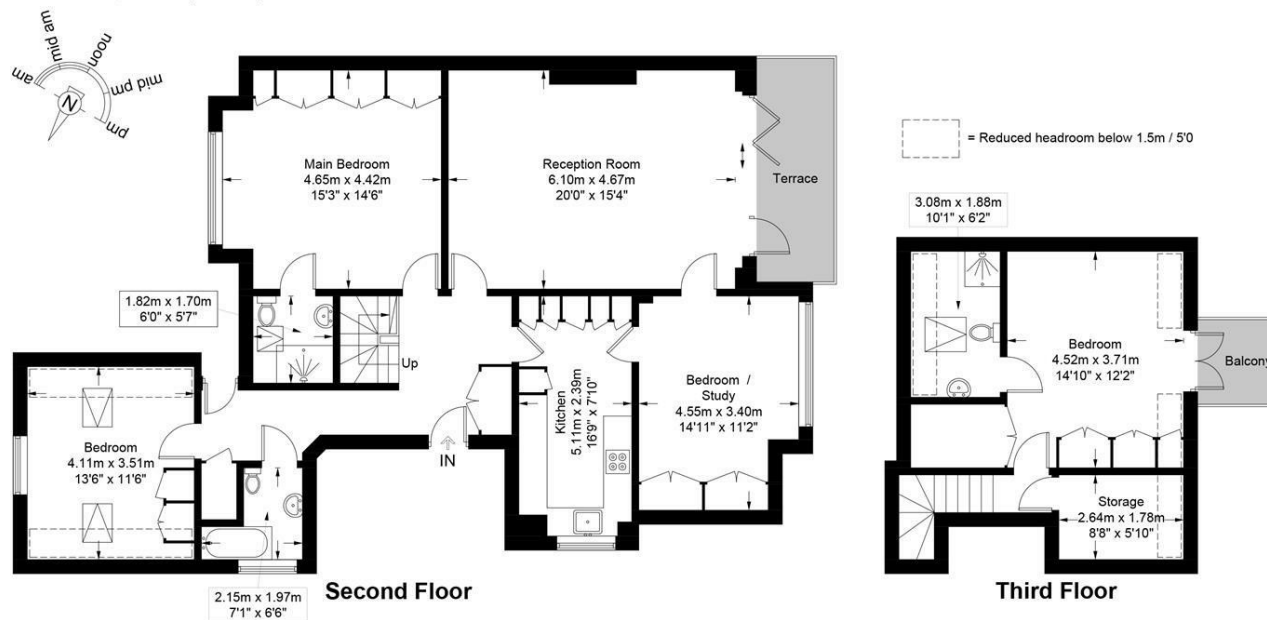 am
mid am
noon
mid pm
pm
N
Main Bedroom
4.65m x 4.42m
15'3" x 14'6"
Reception Room
6.10m x 4.67m
20'0" x 15'4"
Terrace
= Reduced headroom below 1.5m / 5'0
3.08m x 1.88m
10'1" x 6'2"
1.82m x 1.70m
6'0" x 5'7"
Up
Bedroom
4.11m x 3.51m
13'6" x 11'6"
IN
Kitchen
5.11m x 2.39m
16'9" x 7'10"
Bedroom /
Study
4.55m x 3.40m
14'11" x 11'2"
Bedroom
4.52m x 3.71m
14'10" x 12'2"
Balcony
Storage
2.64m x 1.78m
8'8" x 5'10"
2.15m x 1.97m
7'1" x 6'6"
Second Floor
Third Floor